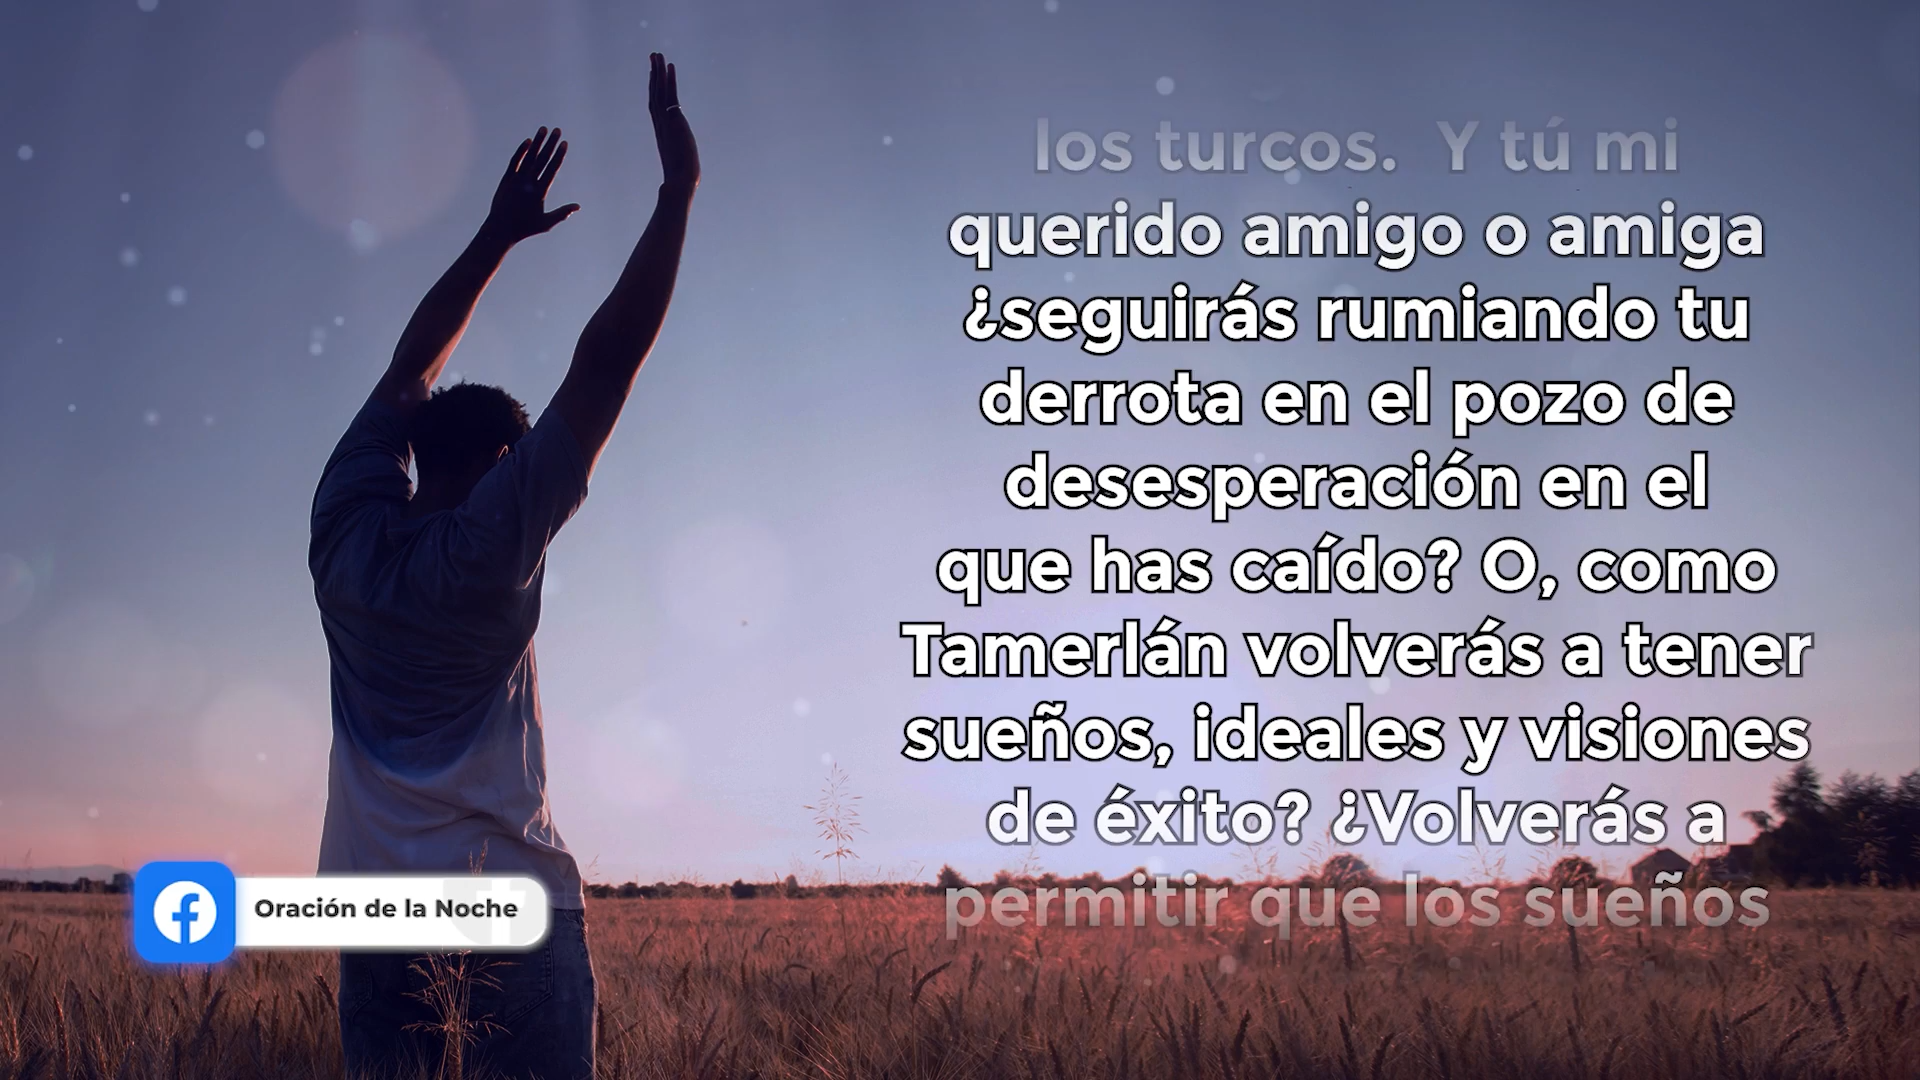 los turcos. Y tú mi
querido amigo o amiga
¿seguirás rumiando tu
derrota en el pozo de
desesperación en el
que has caído? O, como
Tamerlán volverás a tener
sueños, ideales y visiones
de éxito? ¿Volverás a
permitir que los sueños
Oración de la Noche